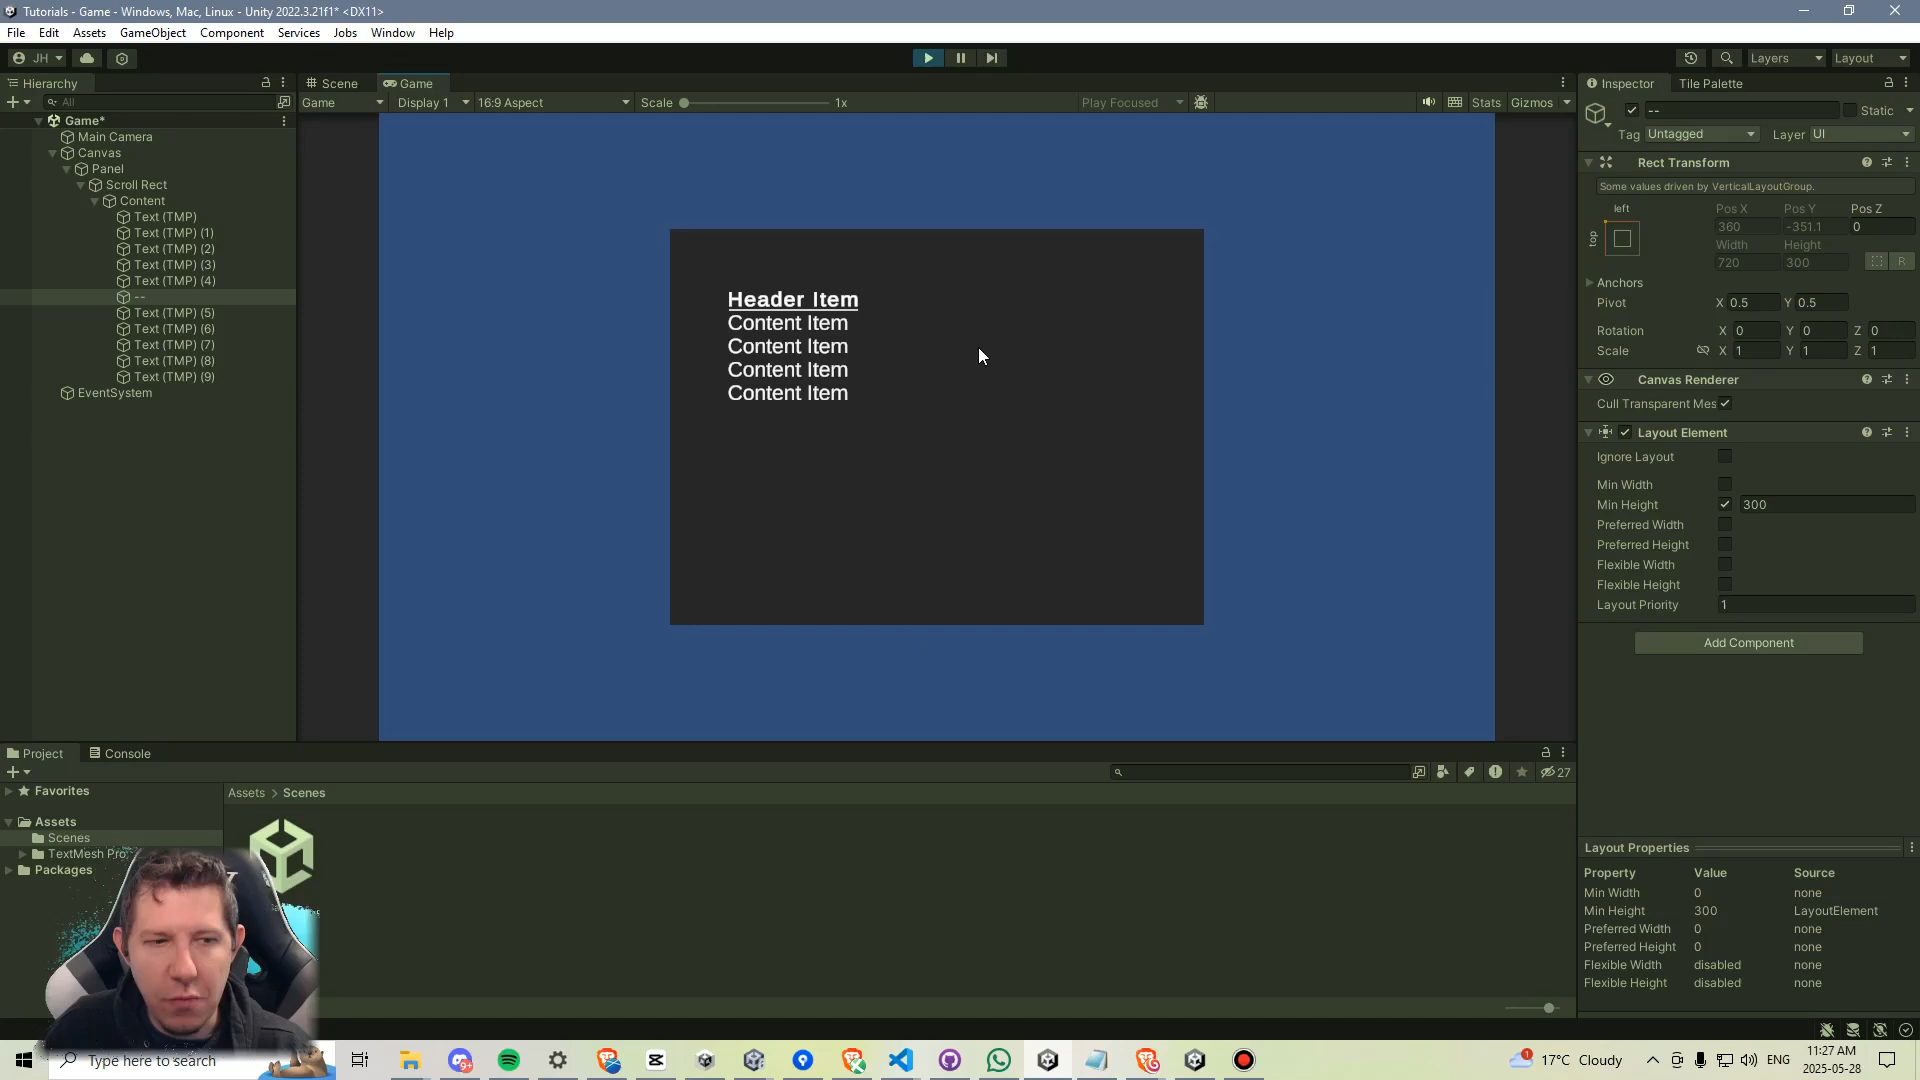 Tutorials - Game - Windows, Mac, Linux - Unity 2022.3.21f1* <DX11>
File Edit Assets GameObject Component Services Jobs Window Help
JH
Layers
Layout
Hierarchy
All
Game*
Main Camera
Canvas
Panel
Scroll Rect
Content
Text (TMP)
Text (TMP) (1)
Text (TMP) (2)
Text (TMP) (3)
Text (TMP) (4)
--
Text (TMP) (5)
Text (TMP) (6)
Text (TMP) (7)
Text (TMP) (8)
Text (TMP) (9)
EventSystem
Scene Game
Game Display 1 16:9 Aspect Scale 1x Play Focused Stats Gizmos
Header Item
Content Item
Content Item
Content Item
Content Item
Inspector Tile Palette
-- Static
Tag Untagged Layer UI
Rect Transform
Some values driven by VerticalLayoutGroup.
left Pos X Pos Y Pos Z
top 360 -351.1 0
Width Height
720 300 R
Anchors
Pivot X 0.5 Y 0.5
Rotation X 0 Y 0 Z 0
Scale X 1 Y 1 Z 1
Canvas Renderer
Cull Transparent Mes
Layout Element
Ignore Layout
Min Width
Min Height 300
Preferred Width
Preferred Height
Flexible Width
Flexible Height
Layout Priority 1
Add Component
Layout Properties
Property Value Source
Min Width 0 none
Min Height 300 LayoutElement
Preferred Width 0 none
Preferred Height 0 none
Flexible Width disabled none
Flexible Height disabled none
Project Console
27
Favorites
Assets
Scenes
TextMesh Pro
Packages
Assets > Scenes
Type here to search
9+
1
17°C Cloudy
ENG
11:27 AM
2025-05-28